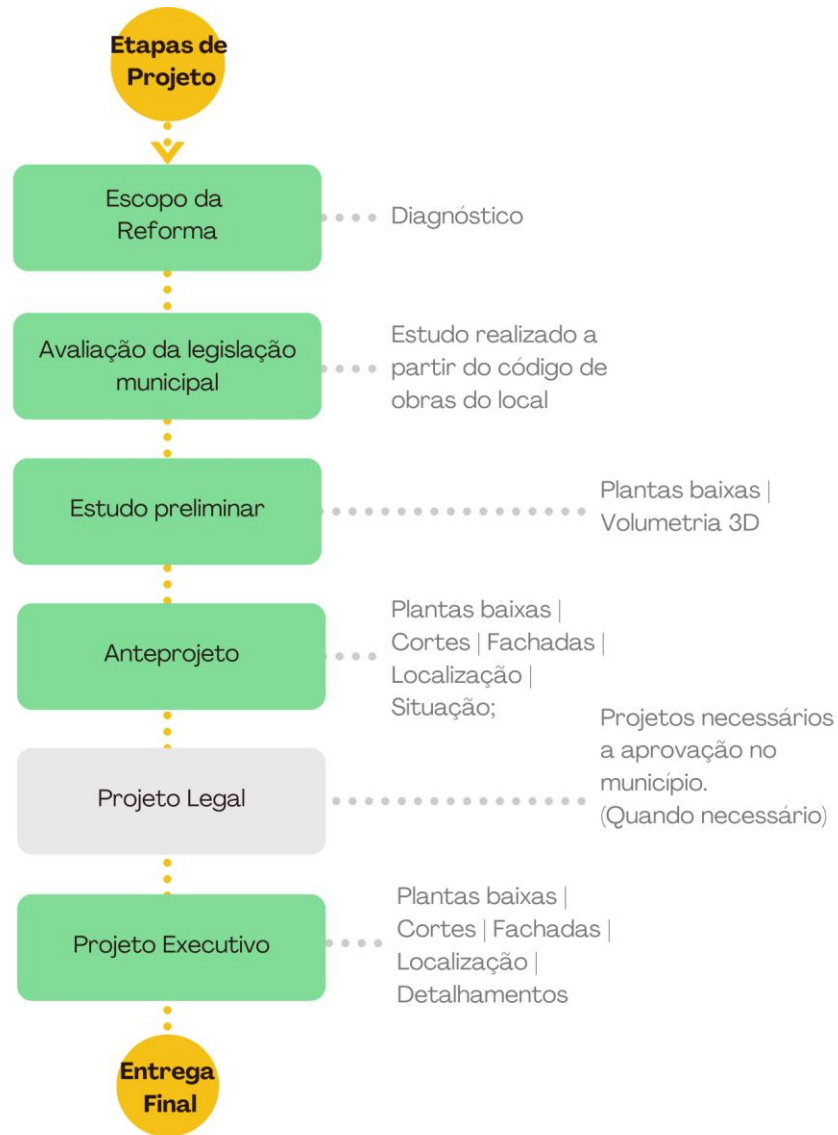 Etapas de
Projeto
Escopo da
Reforma
Diagnóstico
Avaliação da legislação
municipal
Estudo realizado a
partir do código de
obras do local
Estudo preliminar
Plantas baixas |
Volumetria 3D
Anteprojeto
Plantas baixas |
Cortes | Fachadas |
Localização |
Situação;
Projeto Legal
Projetos necessários
a aprovação no
município.
(Quando necessário)
Projeto Executivo
Plantas baixas |
Cortes | Fachadas |
Localização |
Detalhamentos
Entrega
Final